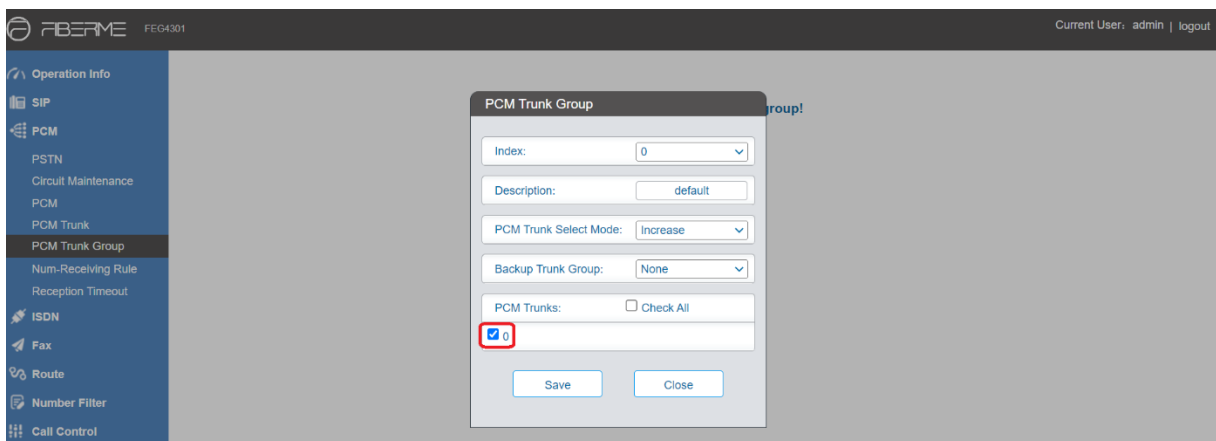 FIBERME FEG4301
Current User: admin | logout
Operation Info
SIP
PCM
PSTN
Circuit Maintenance
PCM
PCM Trunk
PCM Trunk Group
Num-Receiving Rule
Reception Timeout
ISDN
Fax
Route
Number Filter
Call Control
group!
PCM Trunk Group
Index: 0
Description: default
PCM Trunk Select Mode: Increase
Backup Trunk Group: None
PCM Trunks: Check All
0
Save Close